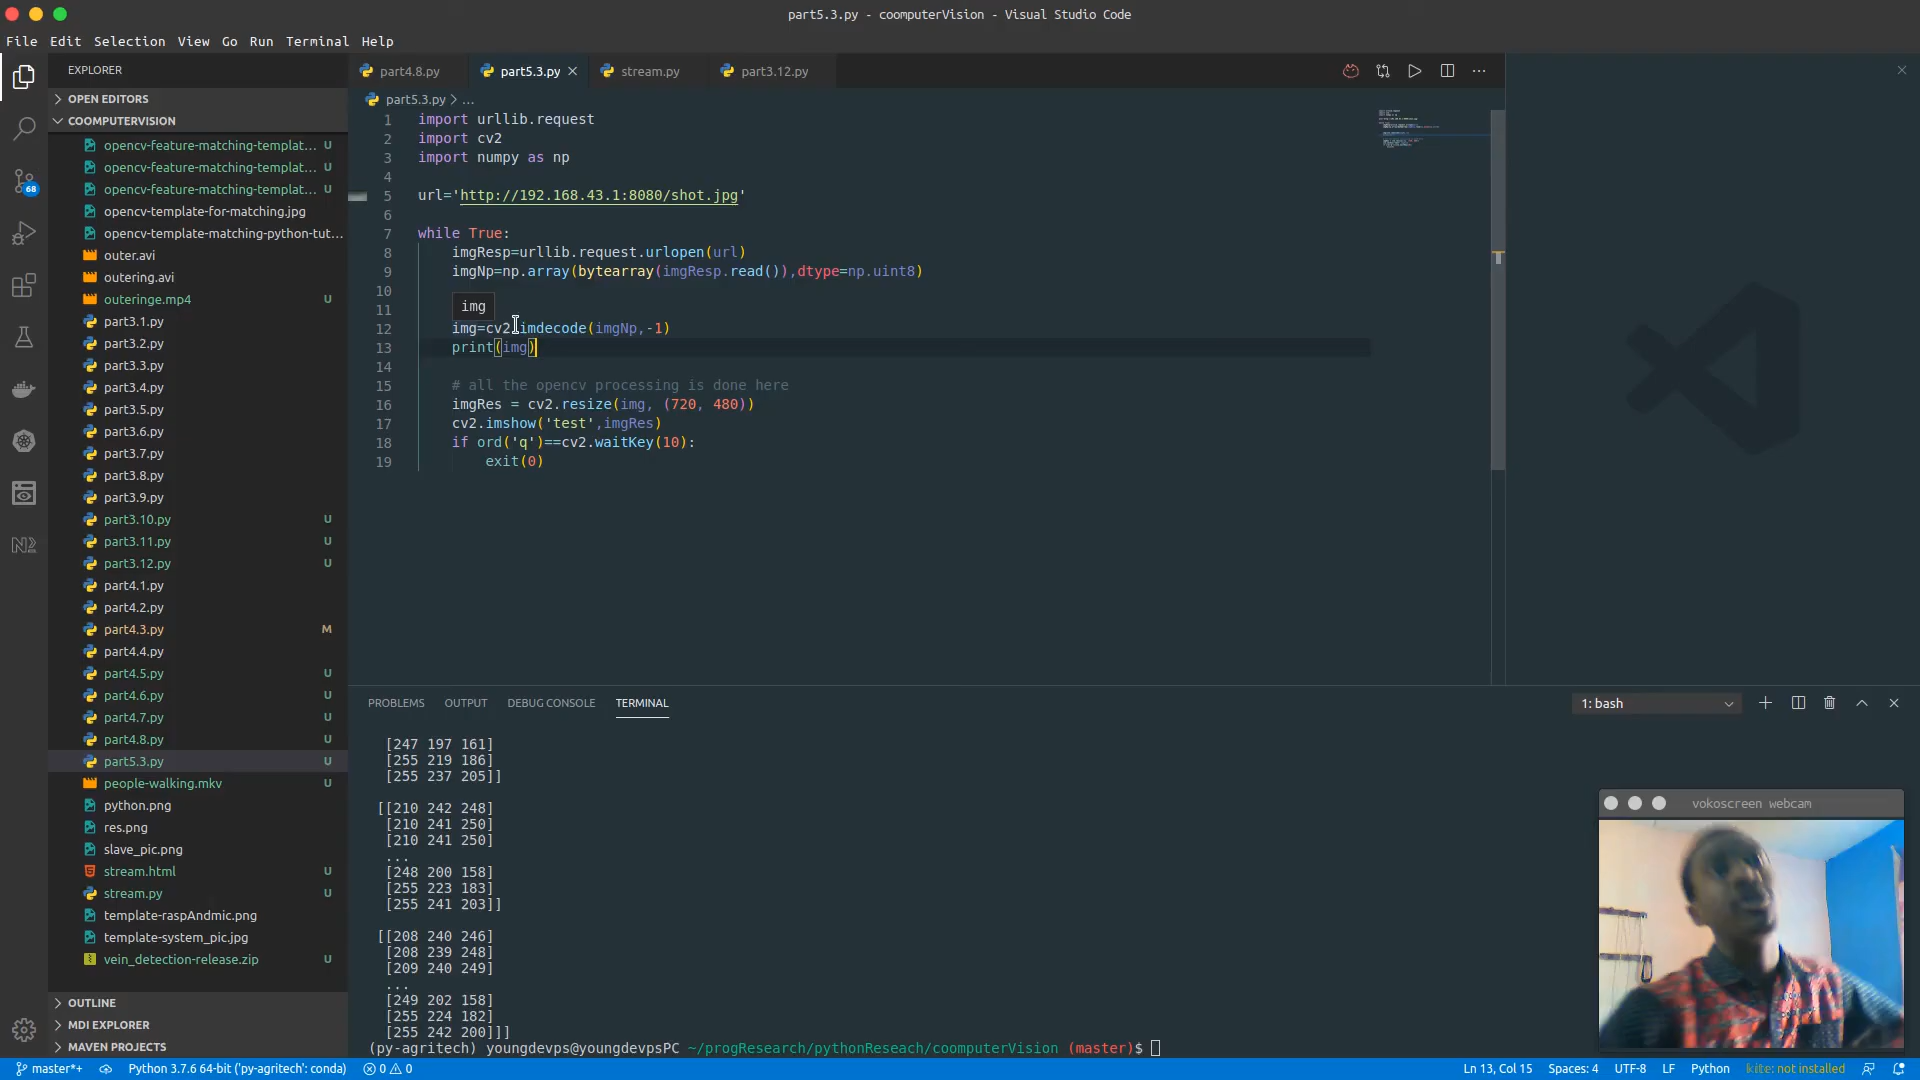 part5.3.py - coomputerVision - Visual Studio Code
File Edit Selection View Go Run Terminal Help
EXPLORER
OPEN EDITORS
COOMPUTERVISION
opencv-feature-matching-templat... U
opencv-feature-matching-templat... U
opencv-feature-matching-templat... U
opencv-template-for-matching.jpg
opencv-template-matching-python-tut...
outer.avi
outering.avi
outeringe.mp4 U
part3.1.py
part3.2.py
part3.3.py
part3.4.py
part3.5.py
part3.6.py
part3.7.py
part3.8.py
part3.9.py
part3.10.py U
part3.11.py U
part3.12.py U
part4.1.py
part4.2.py
part4.3.py M
part4.4.py
part4.5.py U
part4.6.py U
part4.7.py U
part4.8.py U
part5.3.py U
people-walking.mkv U
python.png
res.png
slave_pic.png
stream.html U
stream.py U
template-raspAndmic.png
template-system_pic.jpg
vein_detection-release.zip U
OUTLINE
MDI EXPLORER
MAVEN PROJECTS
68
part4.8.py part5.3.py stream.py part3.12.py
part5.3.py > ...
1 import urllib.request
2 import cv2
3 import numpy as np
4
5 url='http://192.168.43.1:8080/shot.jpg'
6
7 while True:
8 imgResp=urllib.request.urlopen(url)
9 imgNp=np.array(bytearray(imgResp.read()),dtype=np.uint8)
10
11
img
12 img=cv2.imdecode(imgNp,-1)
13 print(img)
14
15 # all the opencv processing is done here
16 imgRes = cv2.resize(img, (720, 480))
17 cv2.imshow('test',imgRes)
18 if ord('q')==cv2.waitKey(10):
19 exit(0)
PROBLEMS OUTPUT DEBUG CONSOLE TERMINAL
1: bash
[247 197 161]
[255 219 186]
[255 237 205]]
[[210 242 248]
[210 241 250]
[210 241 250]
...
[248 200 158]
[255 223 183]
[255 241 203]]
[[208 240 246]
[208 239 248]
[209 240 249]
...
[249 202 158]
[255 224 182]
[255 242 200]]]
(py-agritech) youngdevps@youngdevpsPC ~/progResearch/pythonReseach/coomputerVision (master)$
vokoscreen webcam
master*+ Python 3.7.6 64-bit ('py-agritech': conda) 0 0
Ln 13, Col 15 Spaces: 4 UTF-8 LF Python kite: not installed